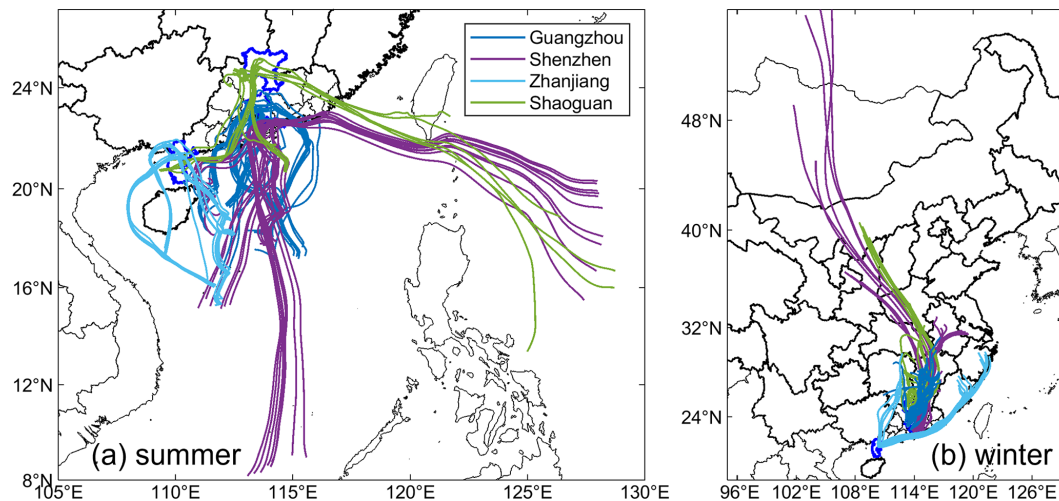 Guangzhou
Shenzhen
Zhanjiang
Shaoguan
24°N
20°N
16°N
12°N
8°N
(a) summer
105°E 110°E 115°E 120°E 125°E 130°E
48°N
40°N
32°N
24°N
(b) winter
96°E 102°E 108°E 114°E 120°E 126°E